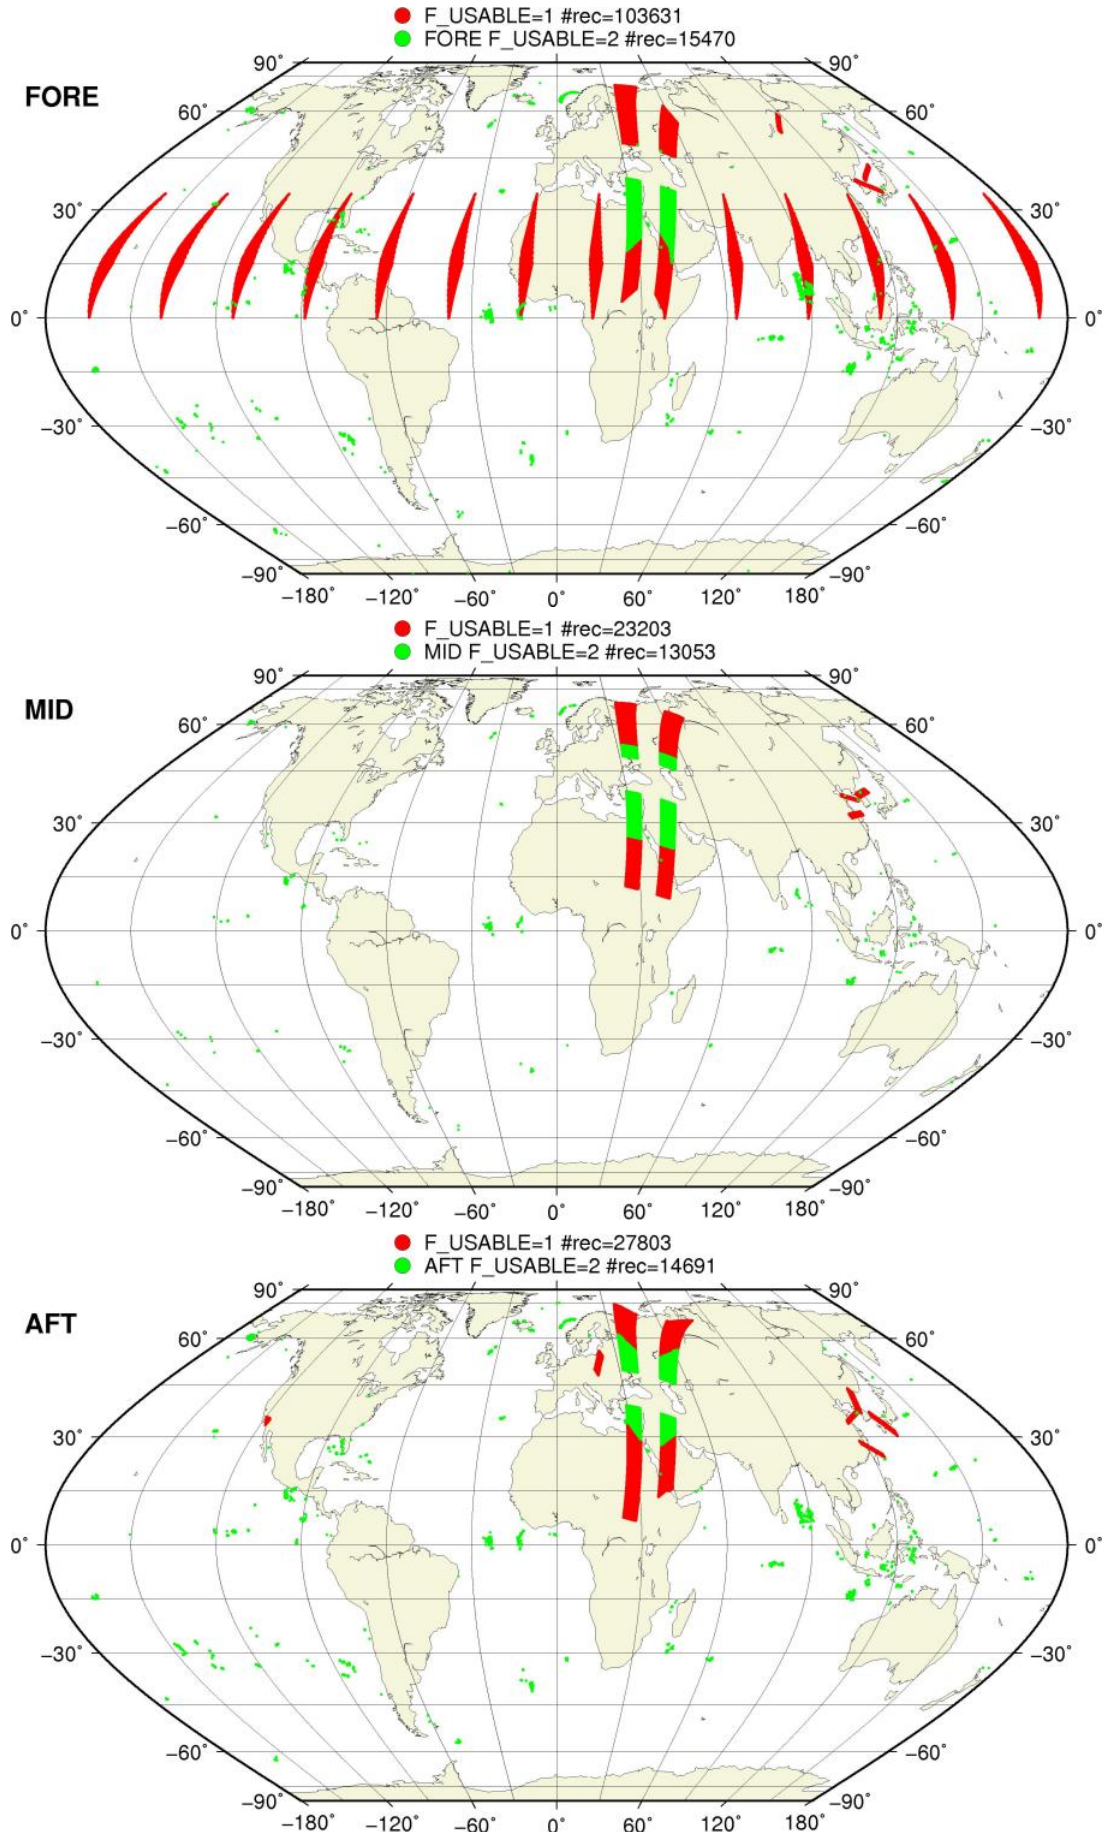 F_USABLE=1 #rec=103631
FORE F_USABLE=2 #rec=15470
FORE
90° 90°
60° 60°
30° 30°
0° 0°
−30° −30°
−60° −60°
−90° −90°
−180° −120° −60° 0° 60° 120° 180°
F_USABLE=1 #rec=23203
MID F_USABLE=2 #rec=13053
MID
90° 90°
60° 60°
30° 30°
0° 0°
−30° −30°
−60° −60°
−90° −90°
−180° −120° −60° 0° 60° 120° 180°
F_USABLE=1 #rec=27803
AFT F_USABLE=2 #rec=14691
AFT
90° 90°
60° 60°
30° 30°
0° 0°
−30° −30°
−60° −60°
−90° −90°
−180° −120° −60° 0° 60° 120° 180°